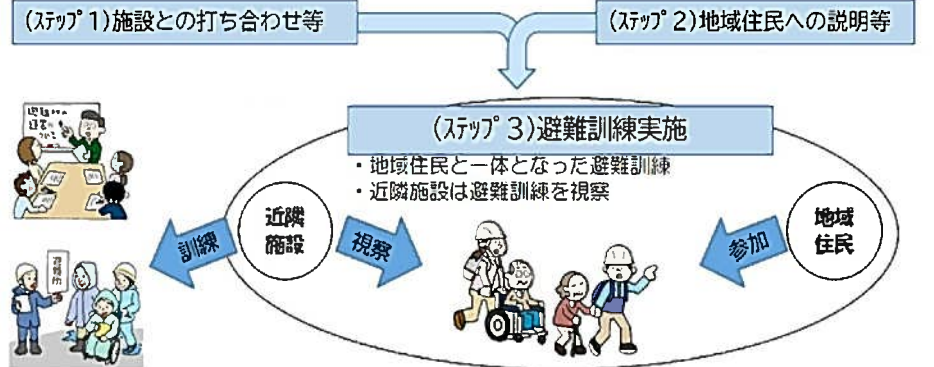 (ｽﾃｯﾌﾟ1)施設との打ち合わせ等
(ｽﾃｯﾌﾟ2)地域住民への説明等
(ｽﾃｯﾌﾟ3)避難訓練実施
・地域住民と一体となった避難訓練
・近隣施設は避難訓練を視察
近隣
施設
地域
住民
訓練
視察
参加
避難所